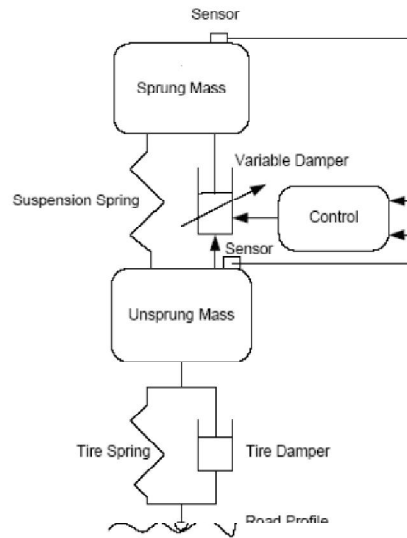 Sensor
Sprung Mass
Variable Damper
Suspension Spring
Control
Sensor
Unsprung Mass
Tire Spring
Tire Damper
Road Profile